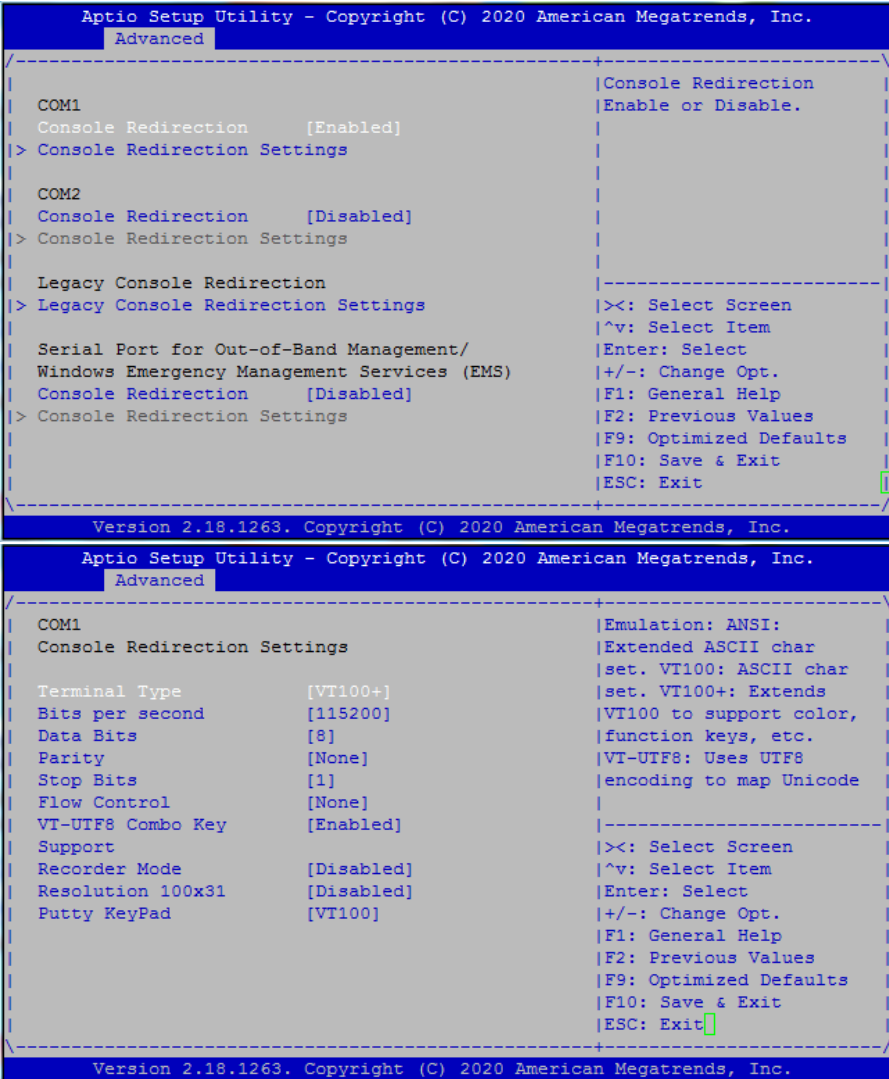 Aptio Setup Utility - Copyright (C) 2020 American Megatrends, Inc.
Advanced
Console Redirection
COM1 Enable or Disable.
Console Redirection [Enabled]
> Console Redirection Settings
COM2
Console Redirection [Disabled]
> Console Redirection Settings
Legacy Console Redirection
> Legacy Console Redirection Settings ><: Select Screen
^v: Select Item
Serial Port for Out-of-Band Management/ Enter: Select
Windows Emergency Management Services (EMS) +/-: Change Opt.
Console Redirection [Disabled] F1: General Help
> Console Redirection Settings F2: Previous Values
F9: Optimized Defaults
F10: Save & Exit
ESC: Exit
Version 2.18.1263. Copyright (C) 2020 American Megatrends, Inc.
Aptio Setup Utility - Copyright (C) 2020 American Megatrends, Inc.
Advanced
COM1 Emulation: ANSI:
Console Redirection Settings Extended ASCII char
set. VT100: ASCII char
Terminal Type [VT100+] set. VT100+: Extends
Bits per second [115200] VT100 to support color,
Data Bits [8] function keys, etc.
Parity [None] VT-UTF8: Uses UTF8
Stop Bits [1] encoding to map Unicode
Flow Control [None]
VT-UTF8 Combo Key [Enabled]
Support ><: Select Screen
Recorder Mode [Disabled] ^v: Select Item
Resolution 100x31 [Disabled] Enter: Select
Putty KeyPad [VT100] +/-: Change Opt.
F1: General Help
F2: Previous Values
F9: Optimized Defaults
F10: Save & Exit
ESC: Exit
Version 2.18.1263. Copyright (C) 2020 American Megatrends, Inc.